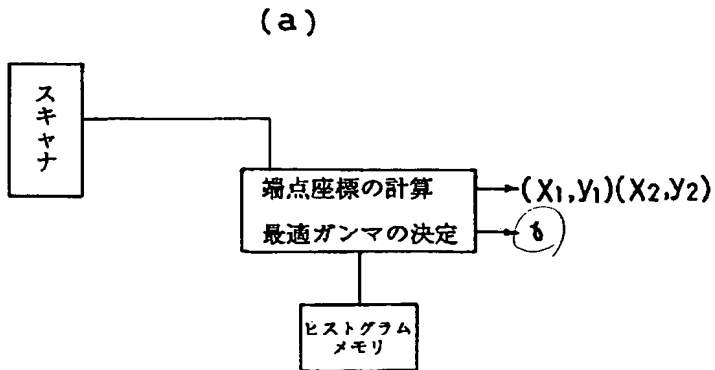 (a)
スキャナ
端点座標の計算
(X1,y1)(X2,y2)
最適ガンマの決定
γ
ヒストグラム
メモリ